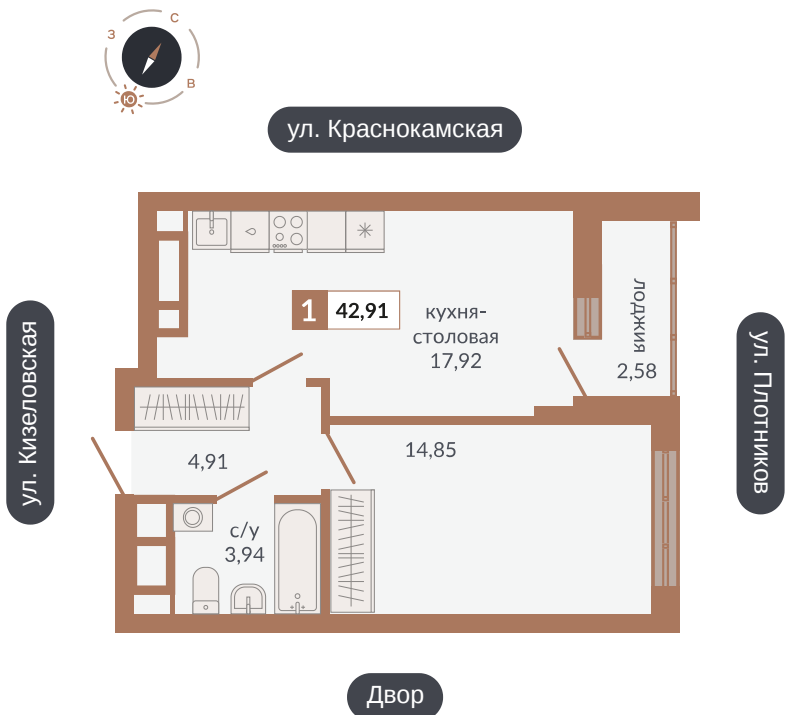 С
З
В
Ю
ул. Краснокамская
1 42,91
кухня-
столовая
17,92
лоджия
2,58
ул. Кизеловская
ул. Плотников
4,91
14,85
с/у
3,94
Двор